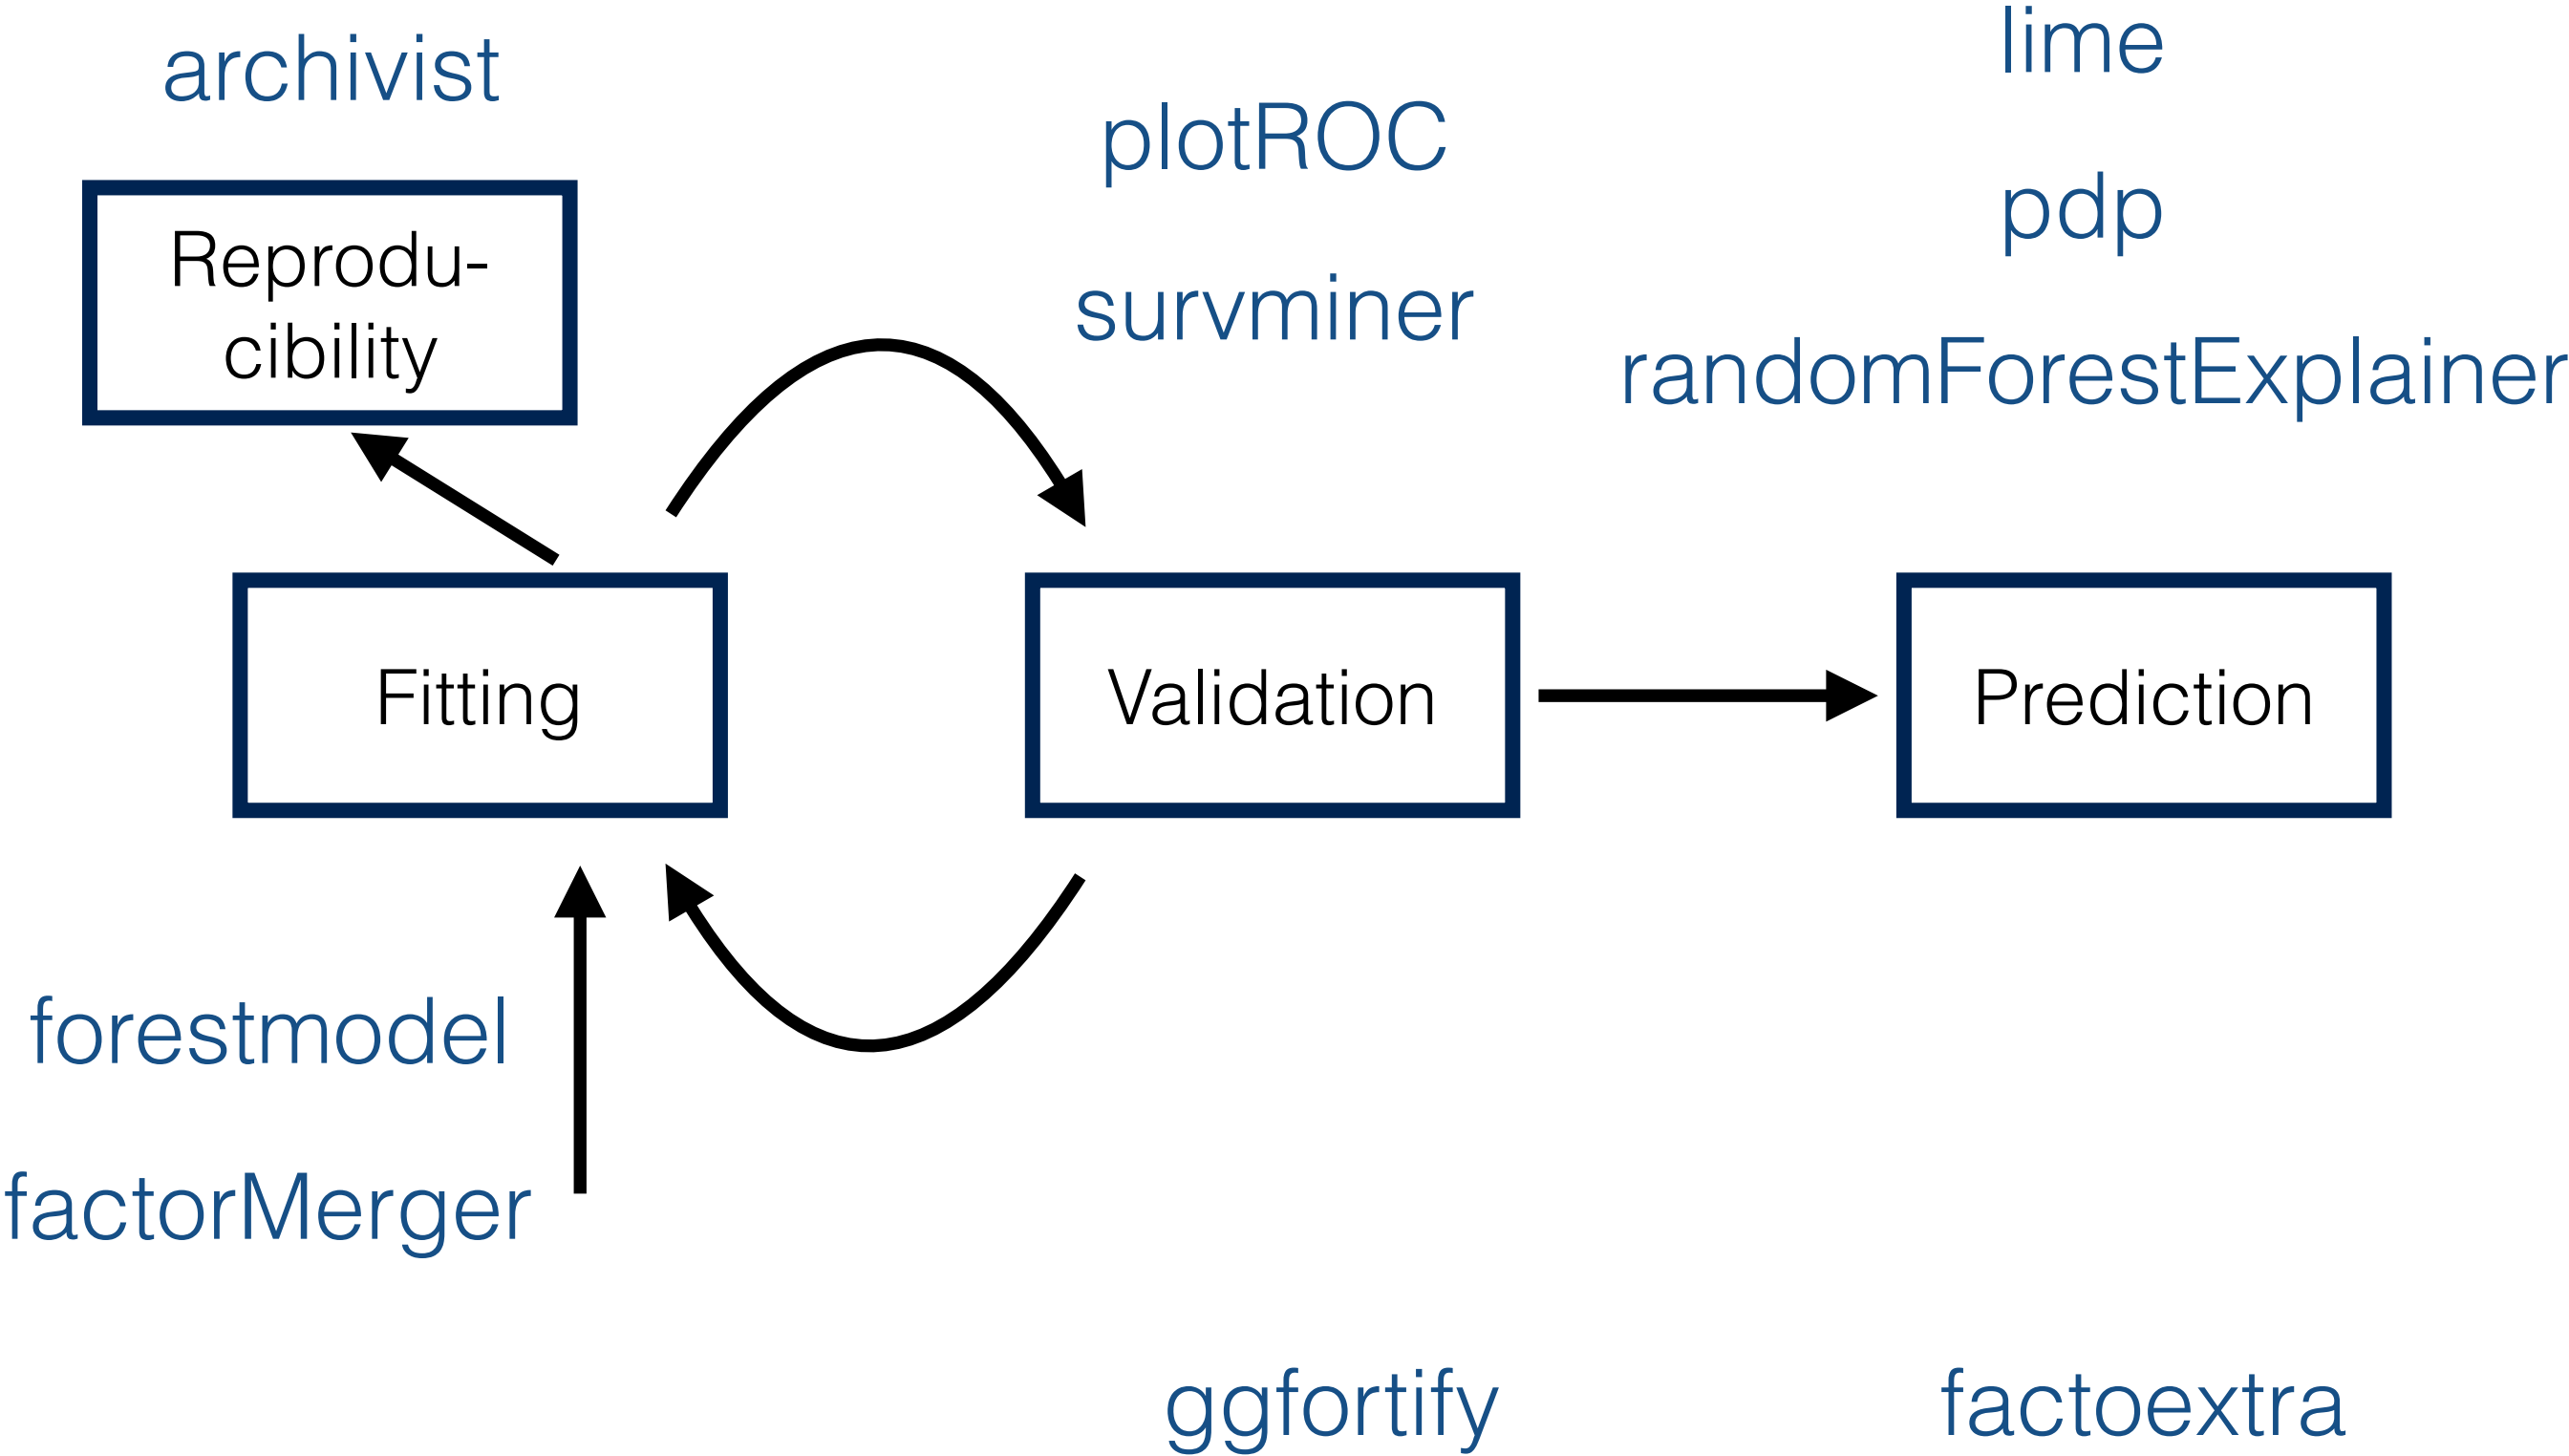 archivist
Reprodu-
cibility
plotROC
survminer
lime
pdp
randomForestExplainer
Fitting
Validation
Prediction
forestmodel
factorMerger
ggfortify
factoextra